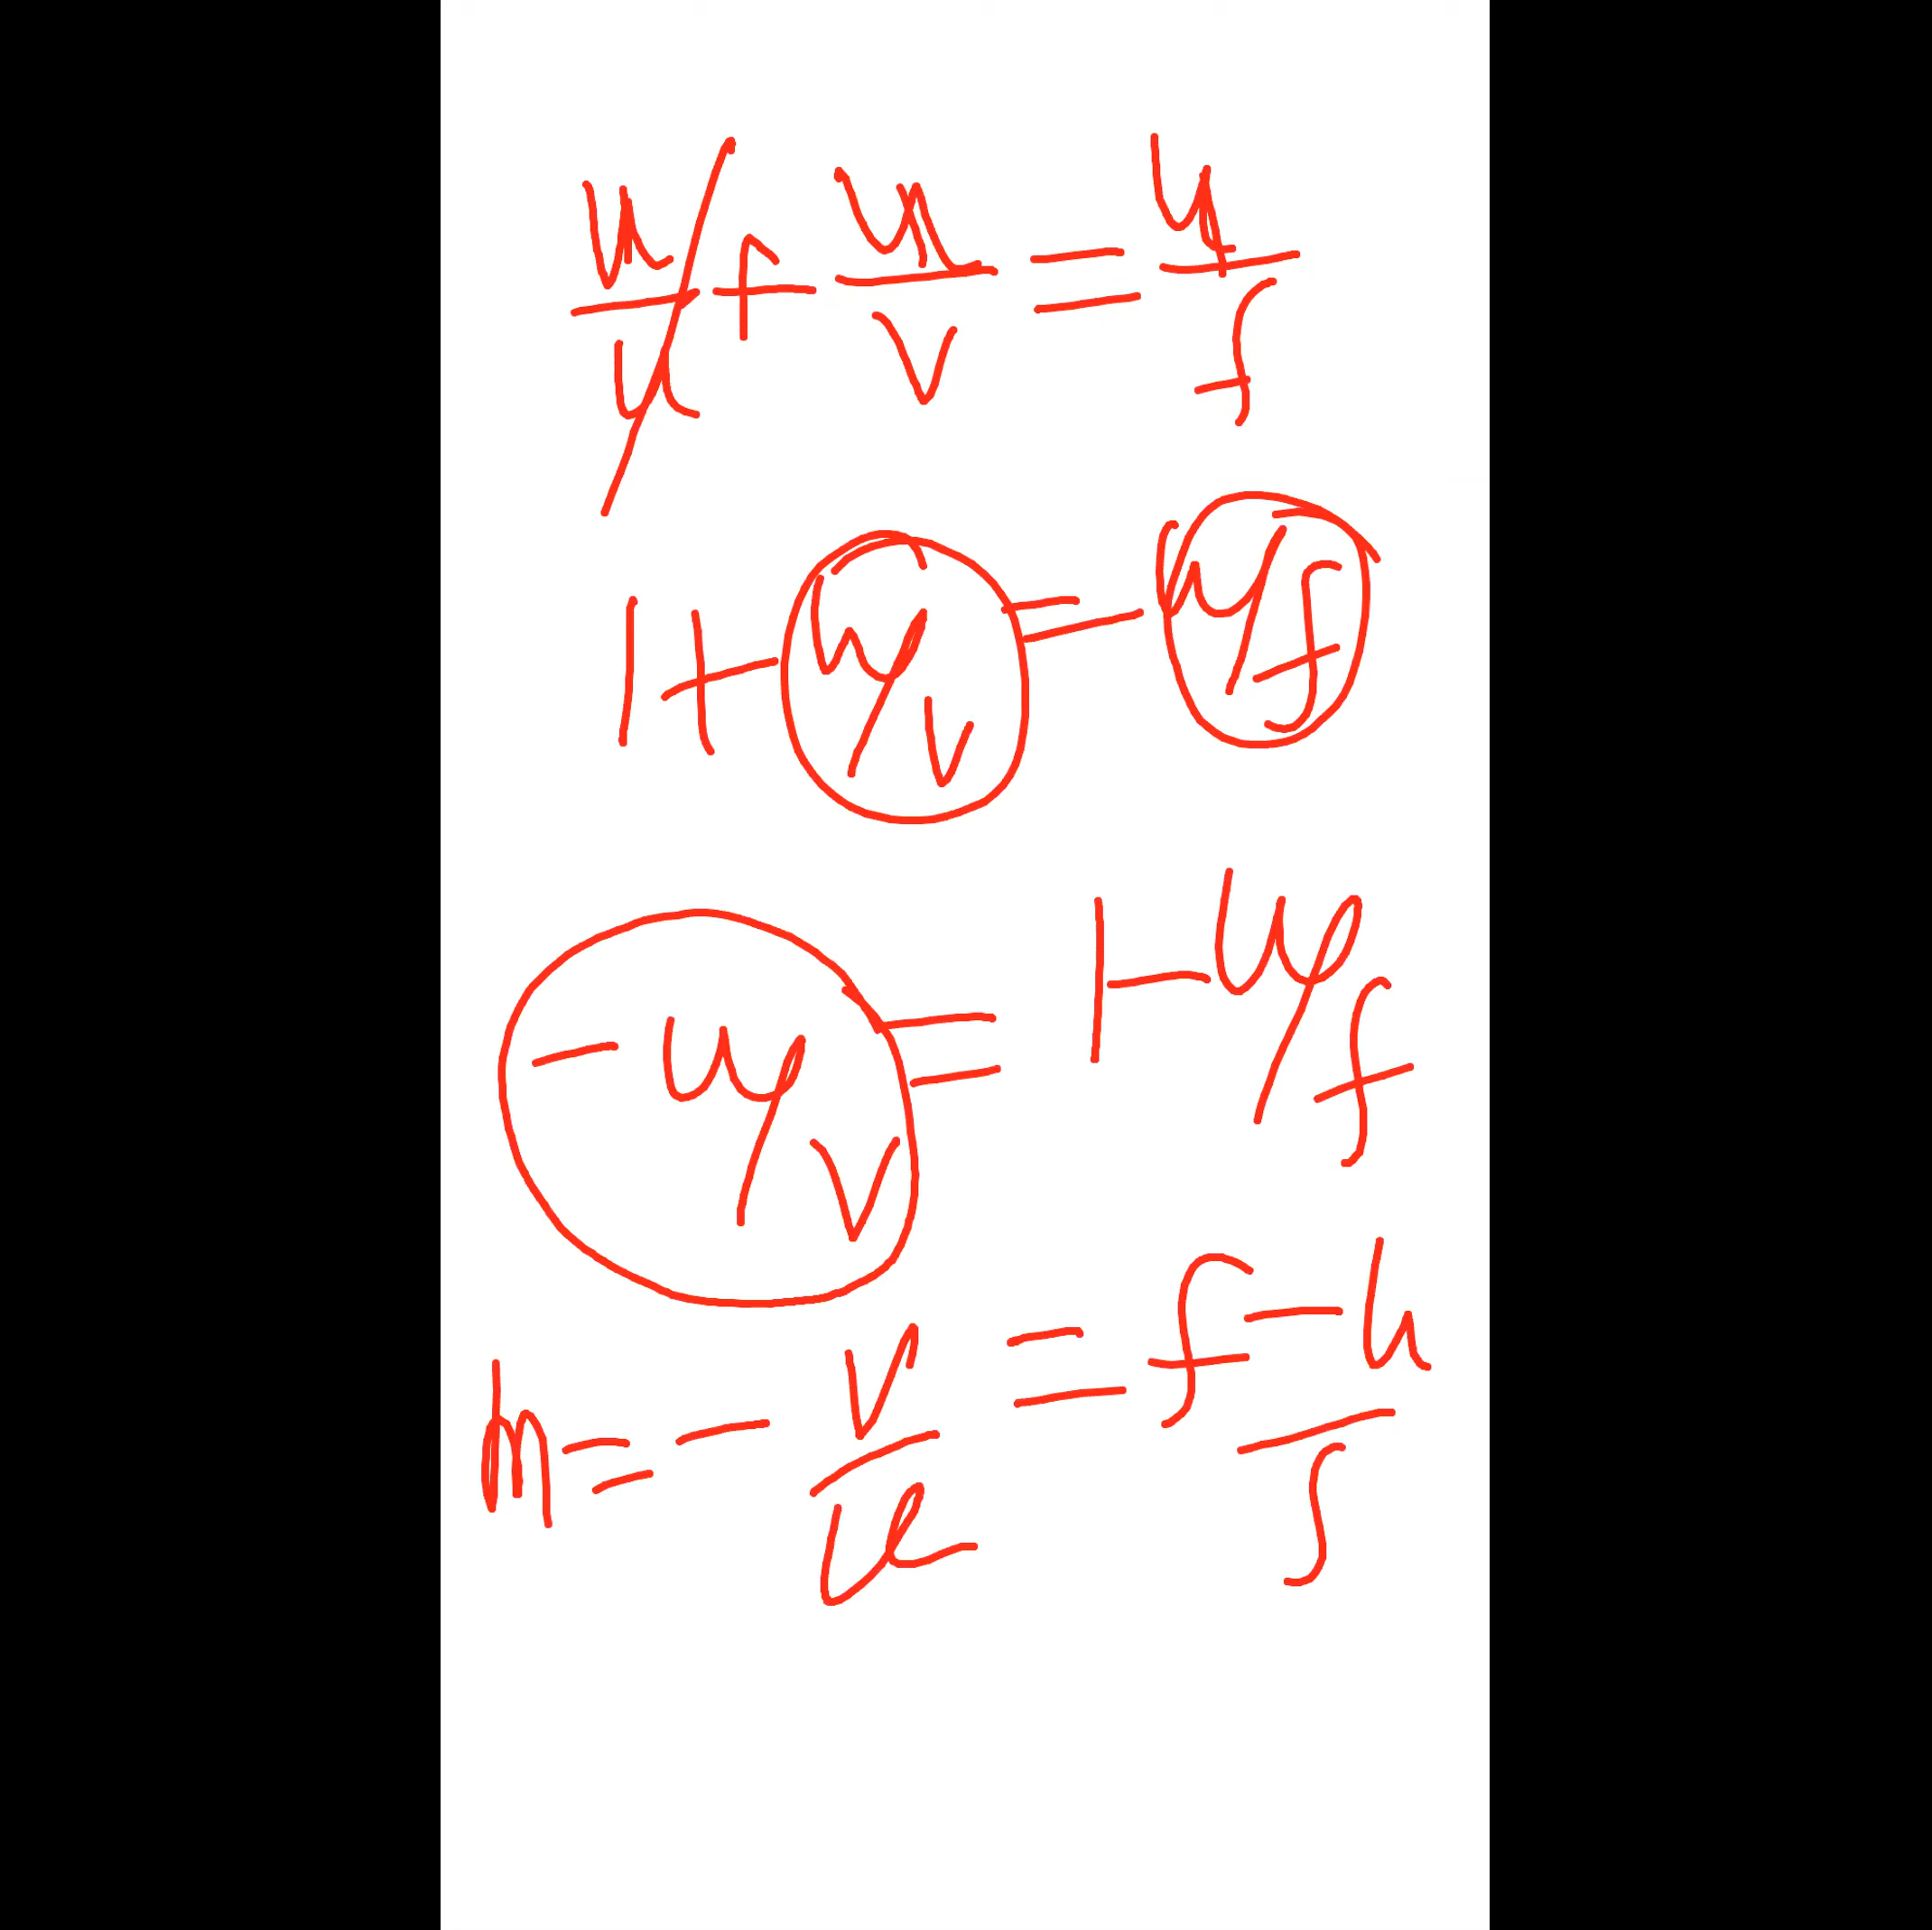 u/u + u/v = u/f
1 + u/v = u/f
- u/v = 1 - u/f
m = - v/u = f - u / f